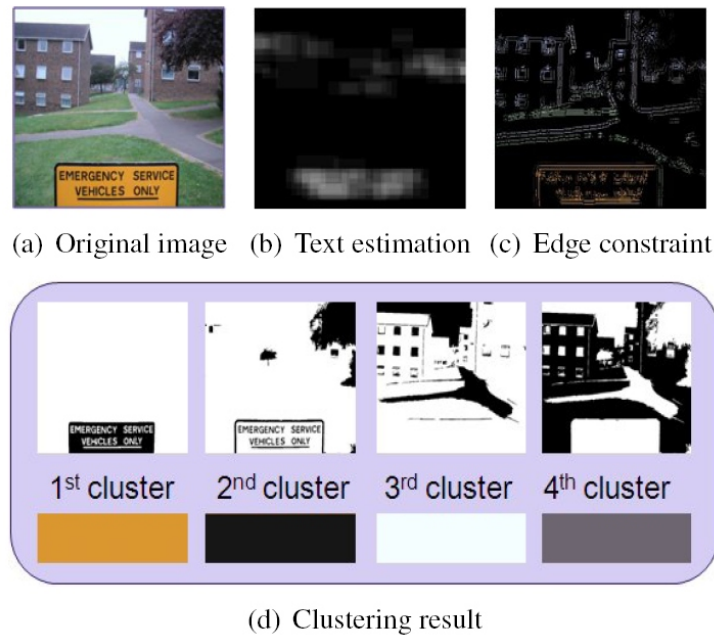 EMERGENCY SERVICE
VEHICLES ONLY
(a) Original image (b) Text estimation (c) Edge constraint
EMERGENCY SERVICE
VEHICLES ONLY
EMERGENCY SERVICE
VEHICLES ONLY
1st cluster 2nd cluster 3rd cluster 4th cluster
(d) Clustering result